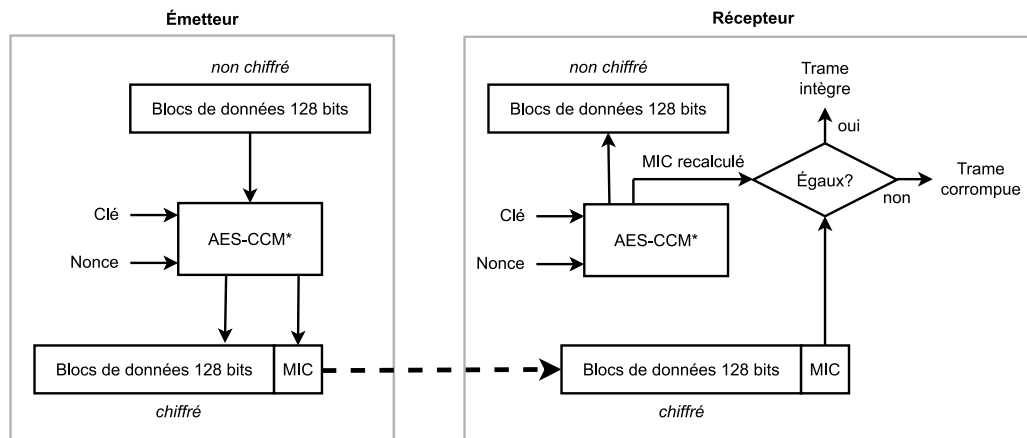 Émetteur
non chiffré
Blocs de données 128 bits
Clé
Nonce
AES-CCM*
Blocs de données 128 bits
MIC
chiffré
Récepteur
non chiffré
Blocs de données 128 bits
MIC recalculé
Trame
intègre
oui
Égaux?
non
Trame
corrompue
Clé
Nonce
AES-CCM*
Blocs de données 128 bits
MIC
chiffré